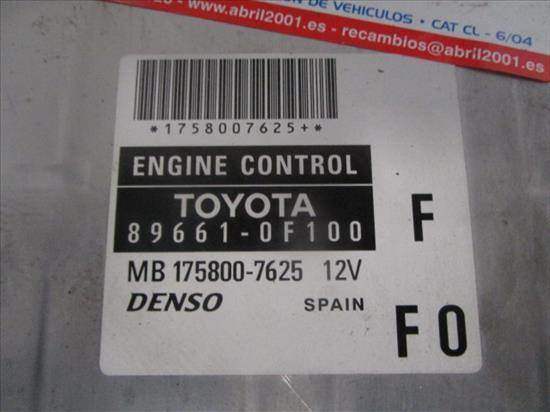 ON DE VEHICULOS • CAT CL - 6/04
abril2001.es - recambios@abril2001.es
*1758007625+*
ENGINE CONTROL
TOYOTA
89661-0F100
F
MB 175800-7625 12V
DENSO SPAIN
F0